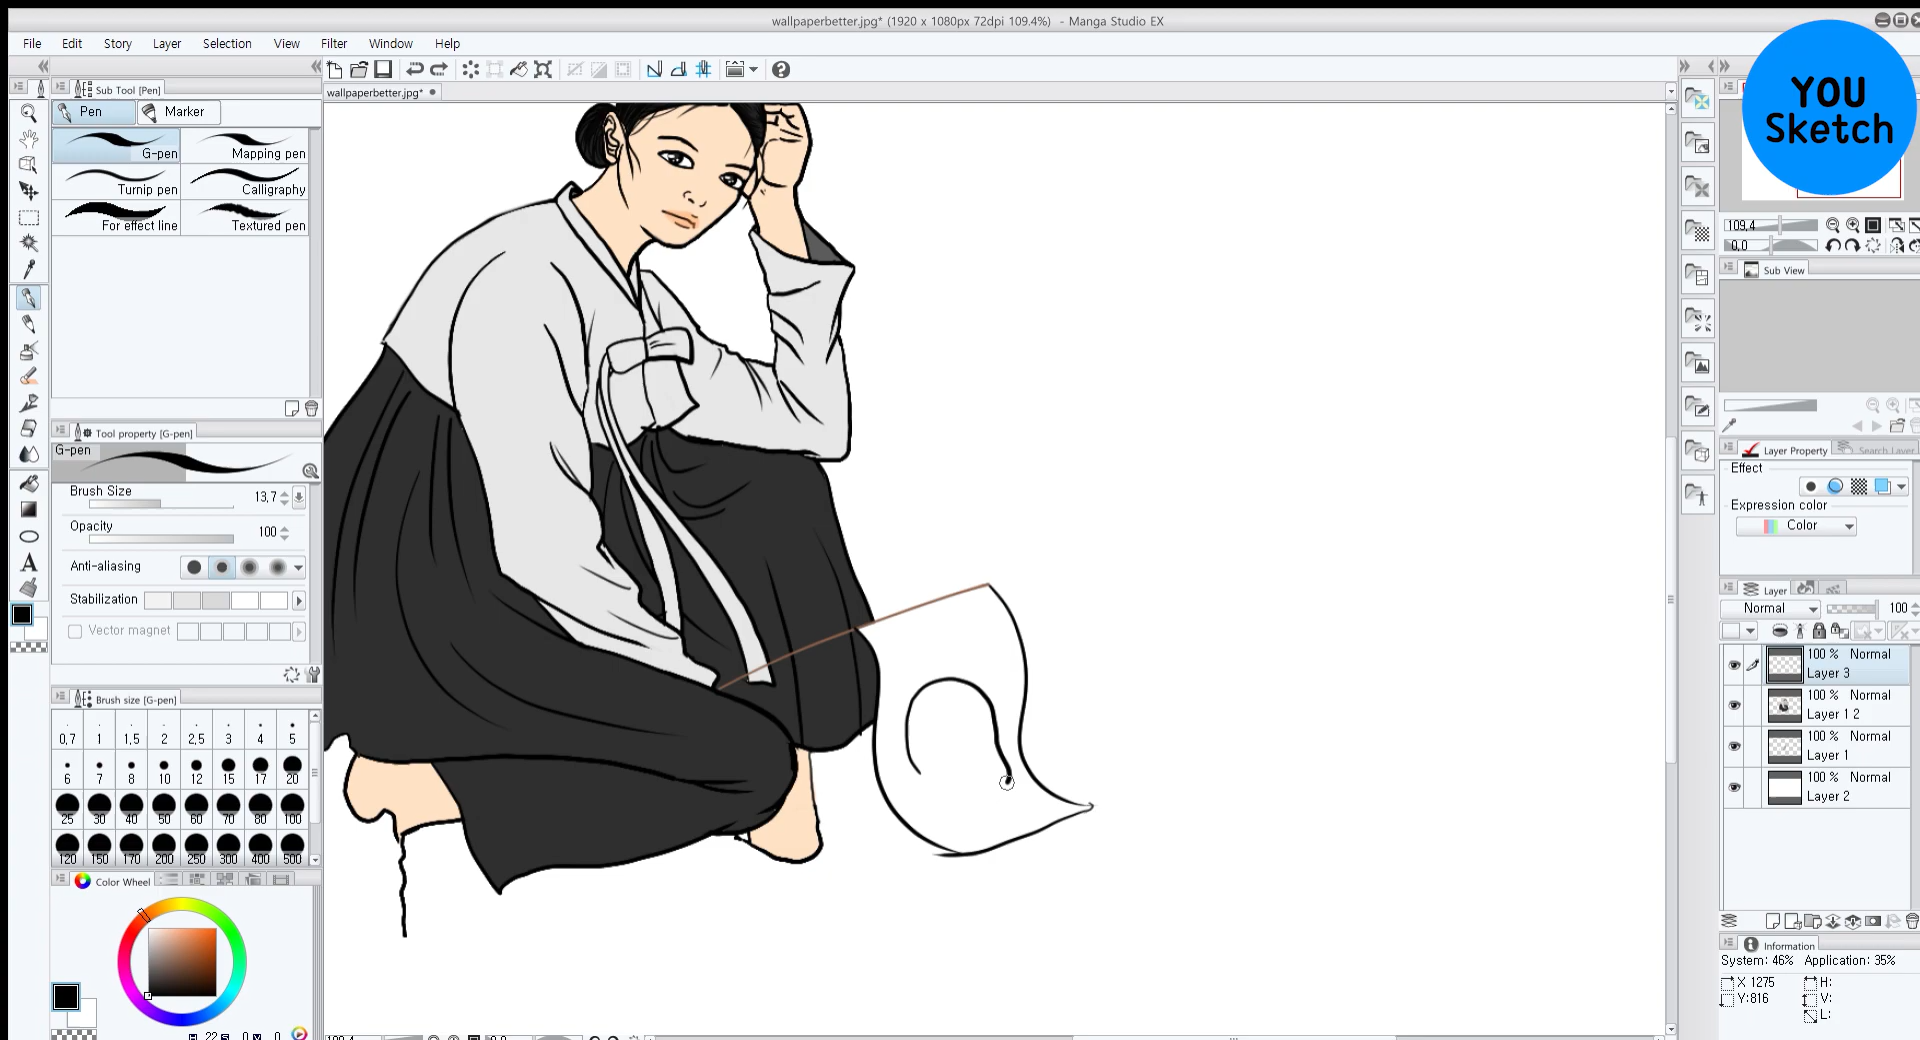 wallpaperbetter.jpg* (1920 x 1080px 72dpi 109.4%) - Manga Studio EX
File Edit Story Layer Selection View Filter Window Help
YOU
Sketch
wallpaperbetter.jpg*
Sub Tool [Pen]
Pen
Marker
G-pen
Mapping pen
Turnip pen
Calligraphy
For effect line
Textured pen
Tool property [G-pen]
G-pen
Brush Size 13,7
Opacity 100
Anti-aliasing
Stabilization
Vector magnet
Brush size [G-pen]
0,7 1 1,5 2 2,5 3 4 5
6 7 8 10 12 15 17 20
25 30 40 50 60 70 80 100
120 150 170 200 250 300 400 500
Color Wheel
109,4
0,0
Sub View
Layer Property
Search Layer
Effect
Expression color
Color
Layer
Normal 100
100 % Normal
Layer 3
100 % Normal
Layer 1 2
100 % Normal
Layer 1
100 % Normal
Layer 2
Information
System: 46% Application: 35%
X 1275 H:
Y:816 V:
L:
A